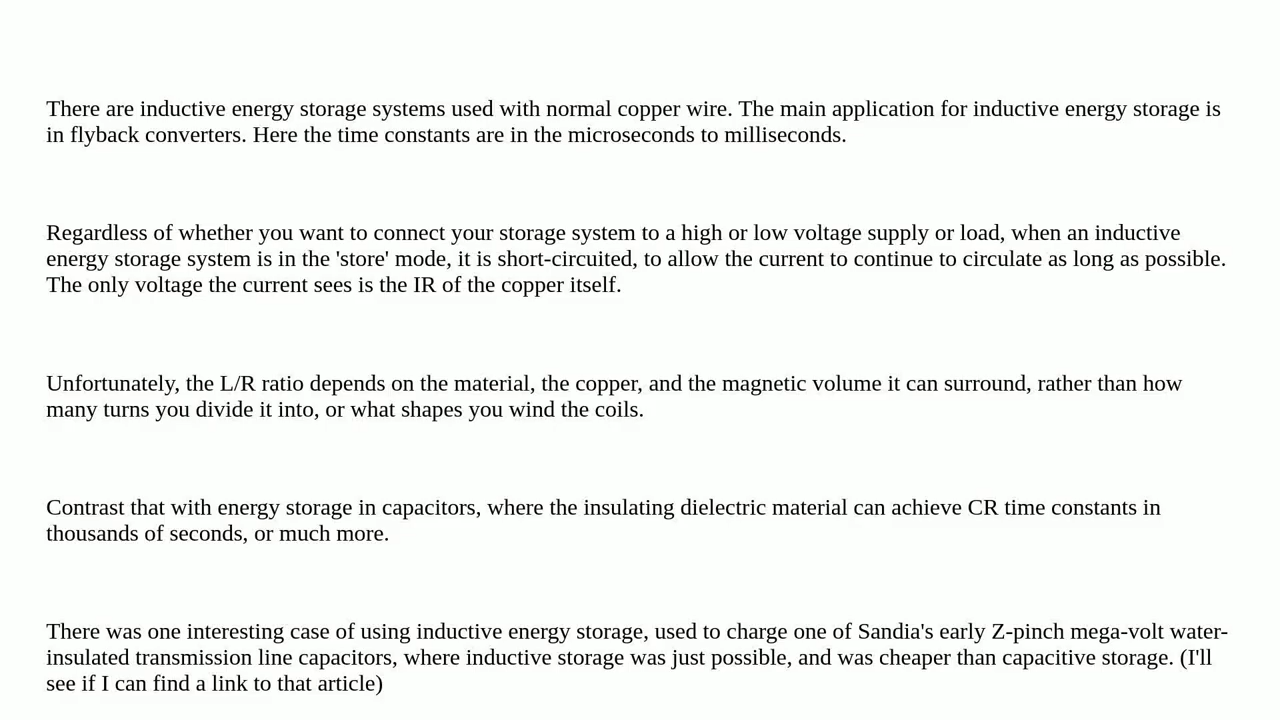 There are inductive energy storage systems used with normal copper wire. The main application for inductive energy storage is
in flyback converters. Here the time constants are in the microseconds to milliseconds.
Regardless of whether you want to connect your storage system to a high or low voltage supply or load, when an inductive
energy storage system is in the 'store' mode, it is short-circuited, to allow the current to continue to circulate as long as possible.
The only voltage the current sees is the IR of the copper itself.
Unfortunately, the L/R ratio depends on the material, the copper, and the magnetic volume it can surround, rather than how
many turns you divide it into, or what shapes you wind the coils.
Contrast that with energy storage in capacitors, where the insulating dielectric material can achieve CR time constants in
thousands of seconds, or much more.
There was one interesting case of using inductive energy storage, used to charge one of Sandia's early Z-pinch mega-volt water-
insulated transmission line capacitors, where inductive storage was just possible, and was cheaper than capacitive storage. (I'll
see if I can find a link to that article)